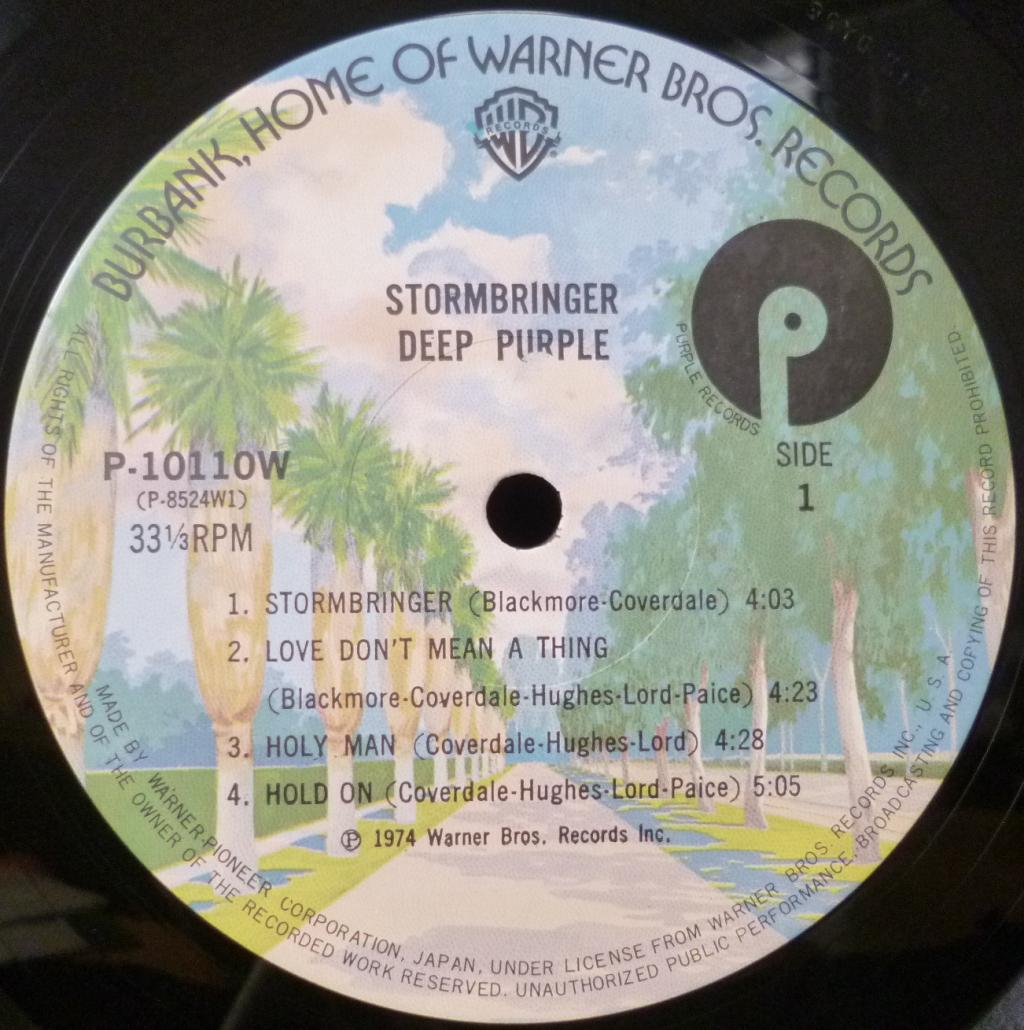 BURBANK, HOME OF WARNER BROS. RECORDS
RECORDS
STORMBRINGER
DEEP PURPLE
PURPLE RECORDS
SIDE
1
P-10110W
(P-8524W1)
33⅓RPM
1. STORMBRINGER (Blackmore-Coverdale) 4:03
2. LOVE DON'T MEAN A THING
(Blackmore-Coverdale-Hughes-Lord-Paice) 4:23
3. HOLY MAN (Coverdale-Hughes-Lord) 4:28
4. HOLD ON (Coverdale-Hughes-Lord-Paice) 5:05
Ⓟ 1974 Warner Bros. Records Inc.
MADE BY WARNER-PIONEER CORPORATION, JAPAN, UNDER LICENSE FROM WARNER BROS. RECORDS INC., U. S. A.
ALL RIGHTS OF THE MANUFACTURER AND OF THE OWNER OF THE RECORDED WORK RESERVED. UNAUTHORIZED PUBLIC PERFORMANCE, BROADCASTING AND COPYING OF THIS RECORD PROHIBITED